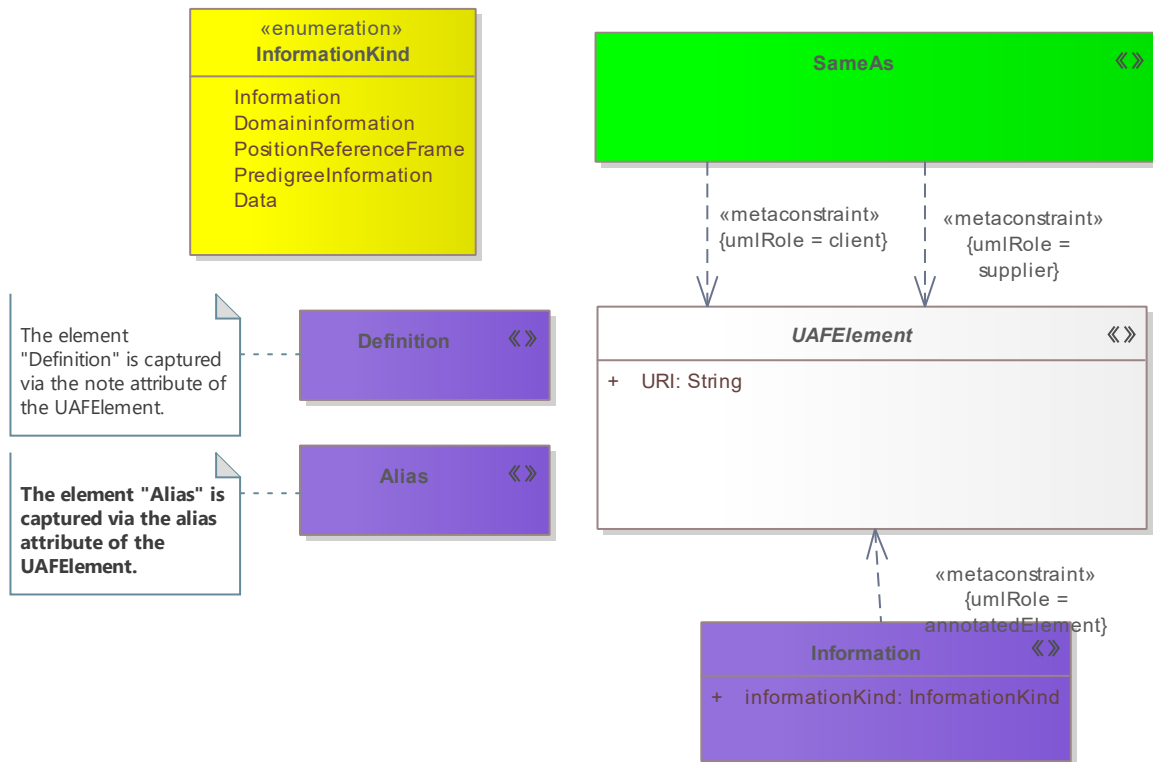 «enumeration»
InformationKind
Information
Domaininformation
PositionReferenceFrame
PredigreeInformation
Data
SameAs
«metaconstraint»
{umlRole = client}
«metaconstraint»
{umlRole =
supplier}
The element
"Definition" is captured
via the note attribute of
the UAFElement.
Definition
UAFElement
+ URI: String
The element "Alias" is
captured via the alias
attribute of the
UAFElement.
Alias
«metaconstraint»
{umlRole =
annotatedElement}
Information
+ informationKind: InformationKind